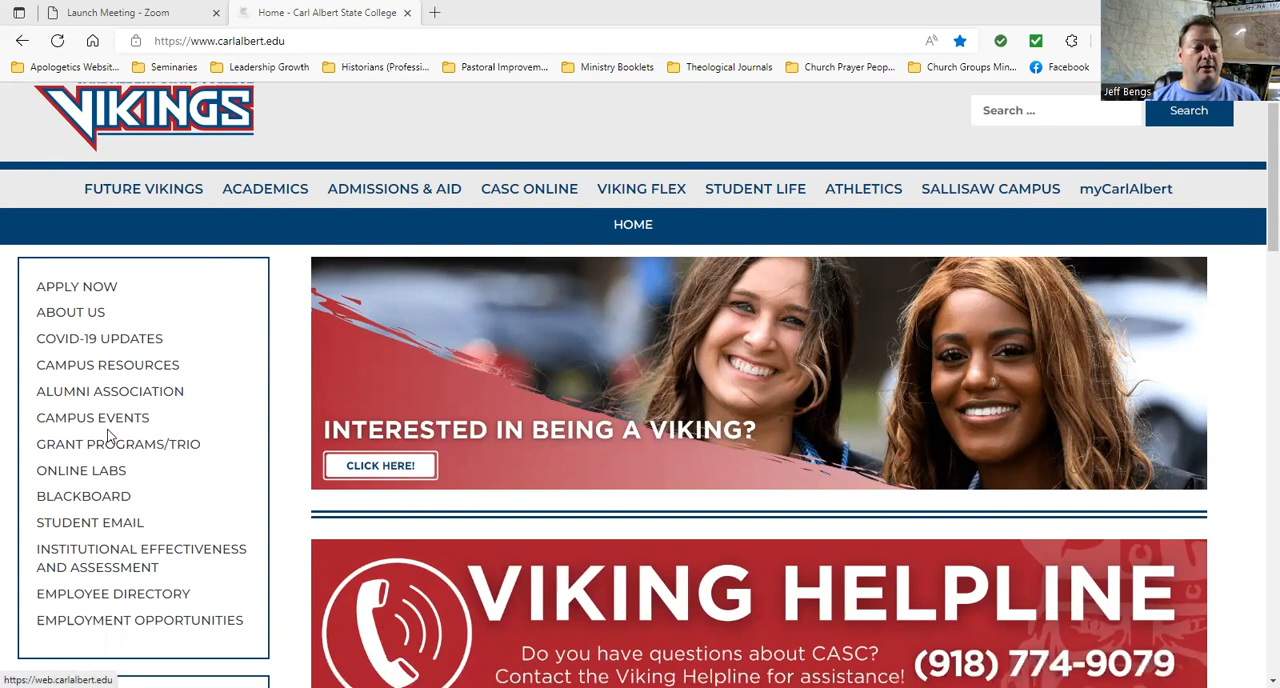 Launch Meeting - Zoom
Home - Carl Albert State College
https://www.carlalbert.edu
Apologetics Websit...
Seminaries
Leadership Growth
Historians (Professi...
Pastoral Improvem...
Ministry Booklets
Theological Journals
Church Prayer Peop...
Church Groups Min...
Facebook
Jeff Bengs
VIKINGS
Search ...
Search
FUTURE VIKINGS
ACADEMICS
ADMISSIONS & AID
CASC ONLINE
VIKING FLEX
STUDENT LIFE
ATHLETICS
SALLISAW CAMPUS
myCarlAlbert
HOME
APPLY NOW
ABOUT US
COVID-19 UPDATES
CAMPUS RESOURCES
ALUMNI ASSOCIATION
CAMPUS EVENTS
GRANT PROGRAMS/TRIO
ONLINE LABS
BLACKBOARD
STUDENT EMAIL
INSTITUTIONAL EFFECTIVENESS
AND ASSESSMENT
EMPLOYEE DIRECTORY
EMPLOYMENT OPPORTUNITIES
INTERESTED IN BEING A VIKING?
CLICK HERE!
VIKING HELPLINE
Do you have questions about CASC?
Contact the Viking Helpline for assistance!
(918) 774-9079
https://web.carlalbert.edu